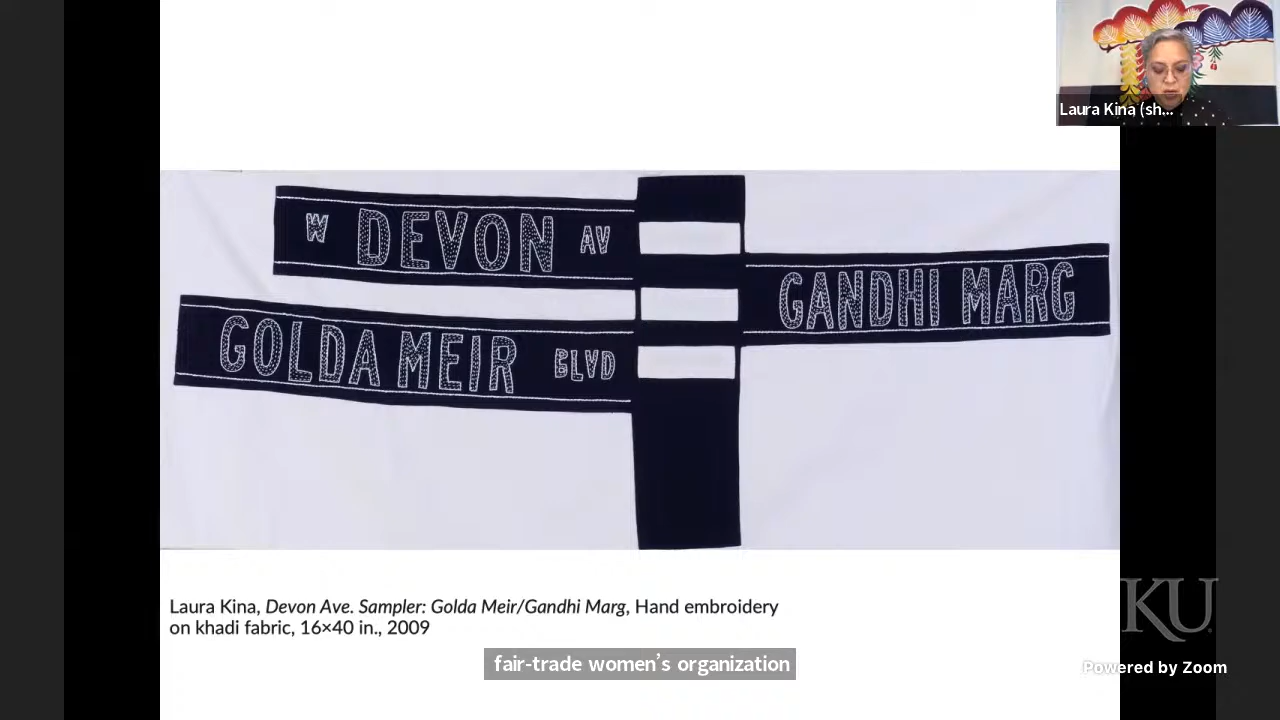 Laura Kina (sh...
W DEVON AV
GANDHI MARG
GOLDA MEIR BLVD
Laura Kina, Devon Ave. Sampler: Golda Meir/Gandhi Marg, Hand embroidery
on khadi fabric, 16×40 in., 2009
fair-trade women's organization
KU
Powered by Zoom